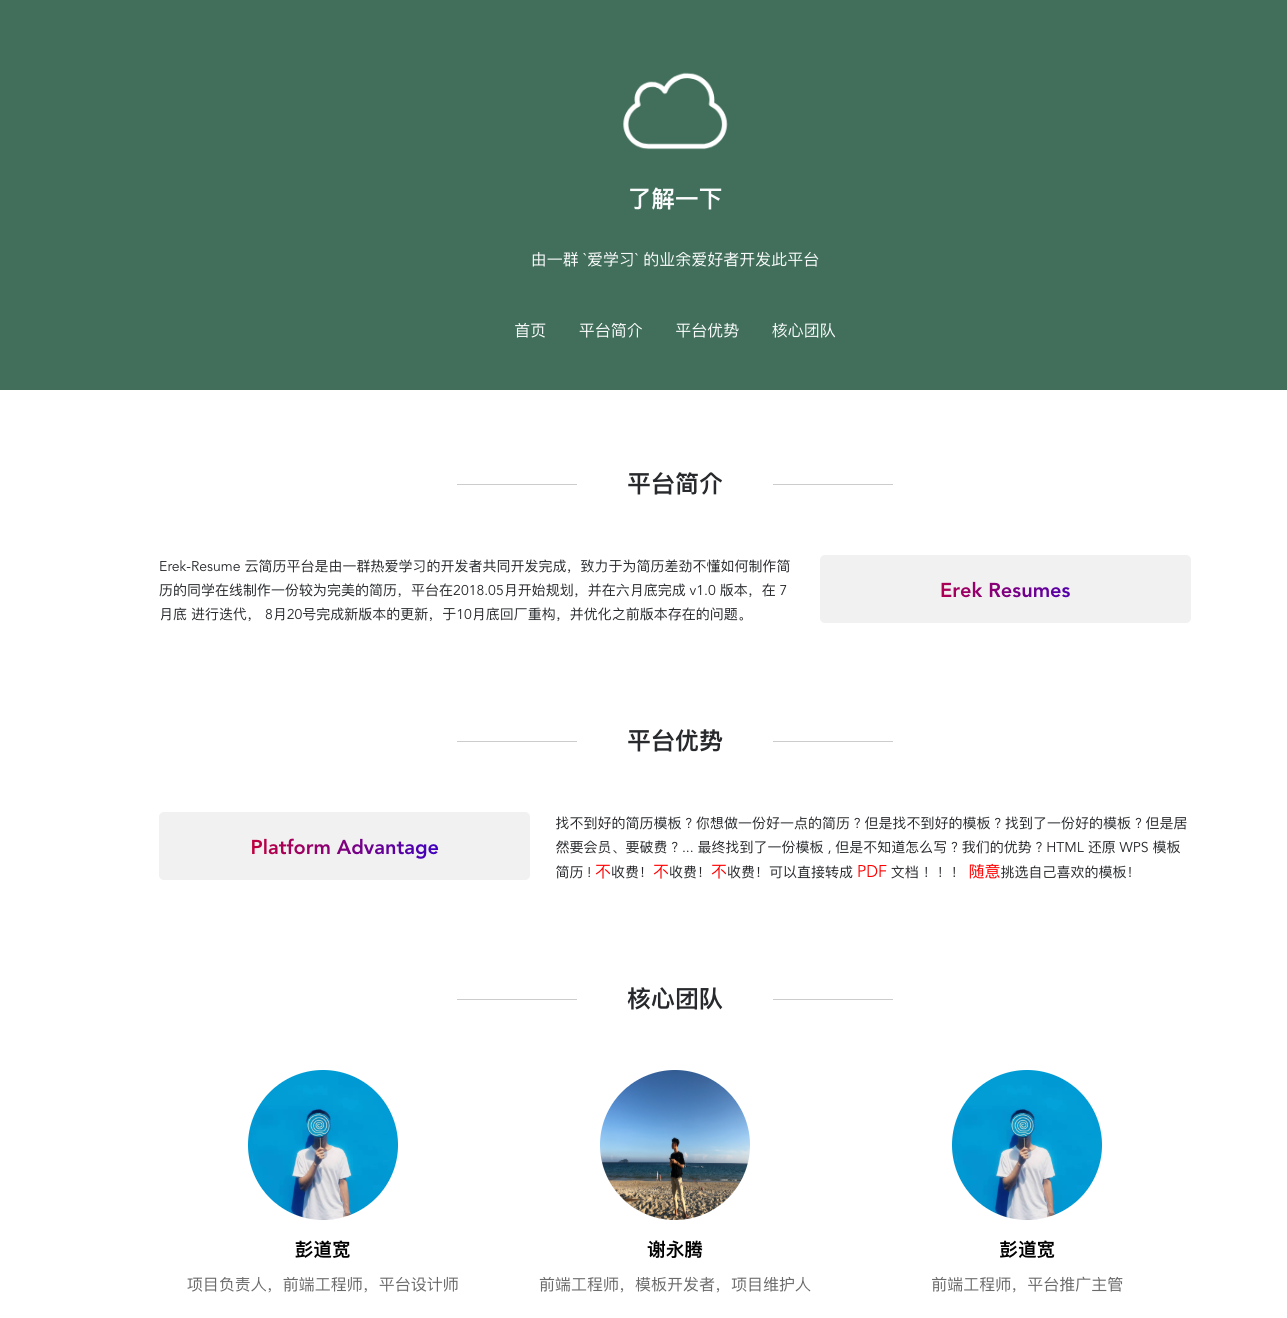 了解一下
由一群 `爱学习` 的业余爱好者开发此平台
首页 平台简介 平台优势 核心团队
平台简介
Erek-Resume 云简历平台是由一群热爱学习的开发者共同开发完成，致力于为简历差劲不懂如何制作简
历的同学在线制作一份较为完美的简历，平台在2018.05月开始规划，并在六月底完成 v1.0 版本，在 7
月底 进行迭代， 8月20号完成新版本的更新，于10月底回厂重构，并优化之前版本存在的问题。
Erek Resumes
平台优势
Platform Advantage
找不到好的简历模板 ? 你想做一份好一点的简历 ? 但是找不到好的模板 ? 找到了一份好的模板 ? 但是居
然要会员、要破费 ? ... 最终找到了一份模板 , 但是不知道怎么写 ? 我们的优势 ? HTML 还原 WPS 模板
简历 ! 不收费！不收费！不收费！可以直接转成 PDF 文档 ！！！ 随意挑选自己喜欢的模板！
核心团队
彭道宽 谢永腾 彭道宽
项目负责人，前端工程师，平台设计师 前端工程师，模板开发者，项目维护人 前端工程师，平台推广主管